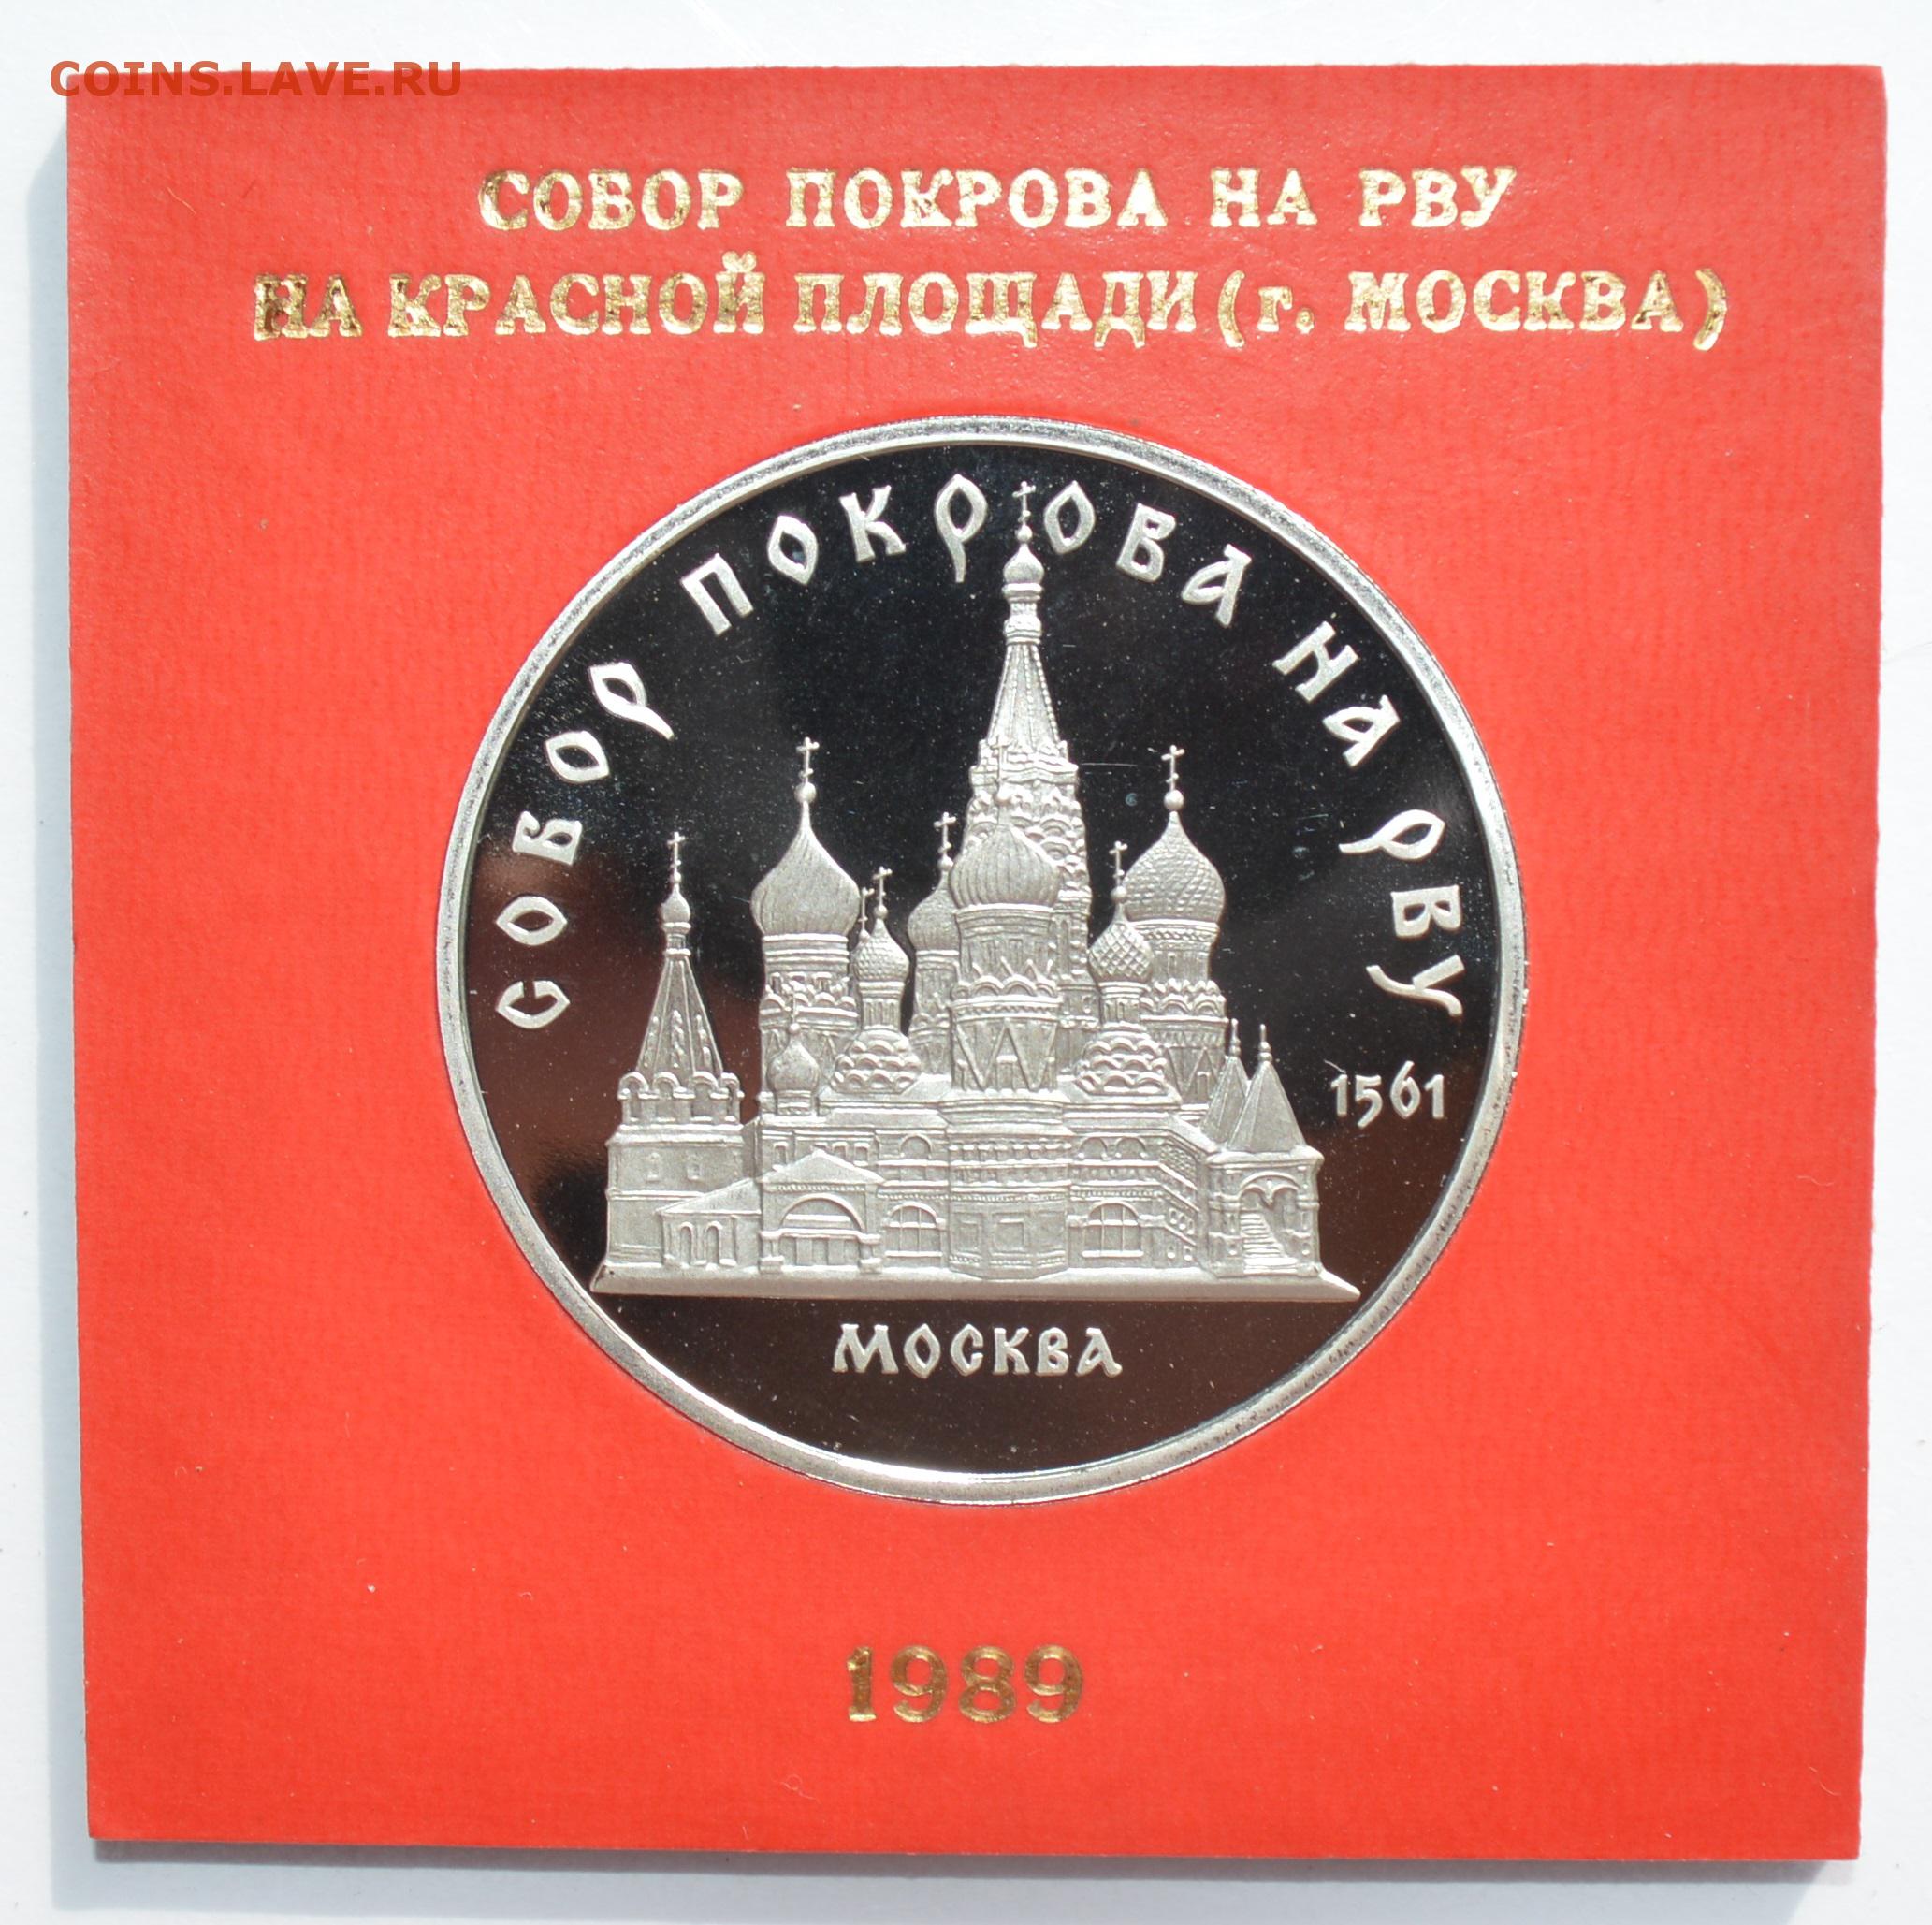 COINS.LAVE.RU
СОБОР ПОКРОВА НА РВУ
НА КРАСНОЙ ПЛОЩАДИ (г. МОСКВА)
СОБОР ПОКРОВА НА РВУ
1561
МОСКВА
1989